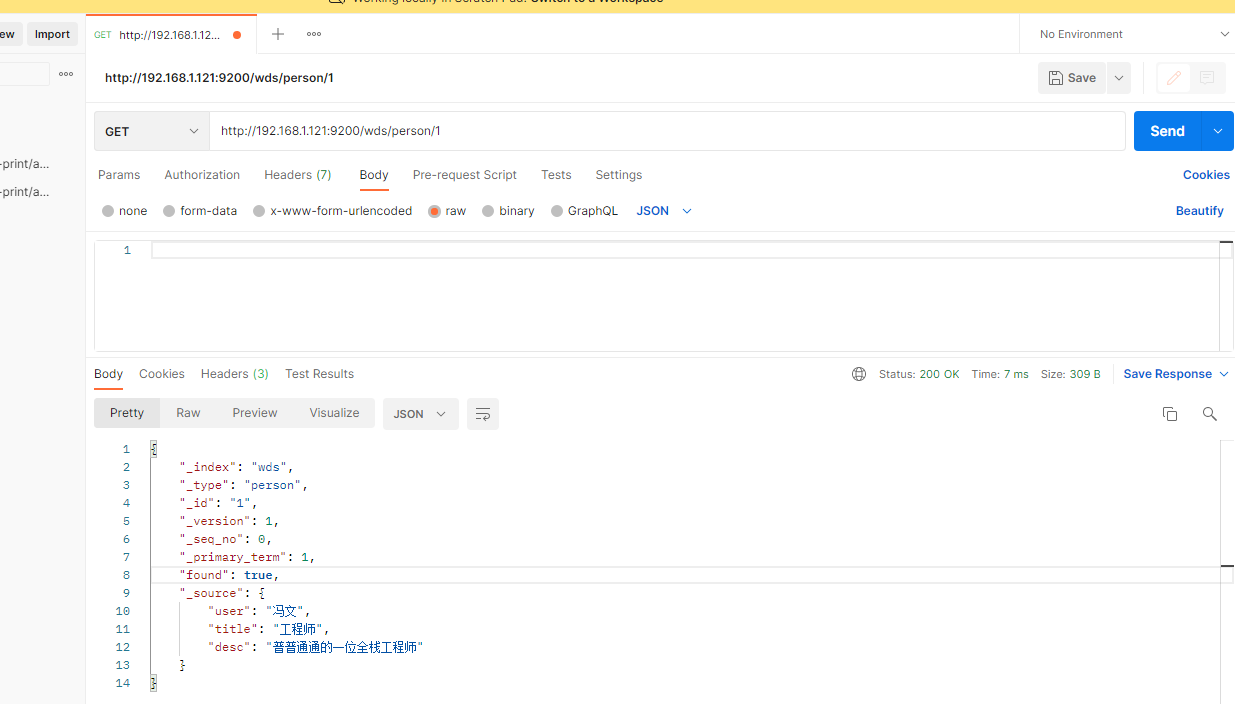 Working locally in Scratch Pad. Switch to a Workspace
ew Import GET http://192.168.1.12... No Environment
http://192.168.1.121:9200/wds/person/1 Save
GET http://192.168.1.121:9200/wds/person/1 Send
-print/a...
-print/a...
Params Authorization Headers (7) Body Pre-request Script Tests Settings Cookies
none form-data x-www-form-urlencoded raw binary GraphQL JSON Beautify
1
Body Cookies Headers (3) Test Results Status: 200 OK Time: 7 ms Size: 309 B Save Response
Pretty Raw Preview Visualize JSON
1 {
2 "_index": "wds",
3 "_type": "person",
4 "_id": "1",
5 "_version": 1,
6 "_seq_no": 0,
7 "_primary_term": 1,
8 "found": true,
9 "_source": {
10 "user": "冯文",
11 "title": "工程师",
12 "desc": "普普通通的一位全栈工程师"
13 }
14 }